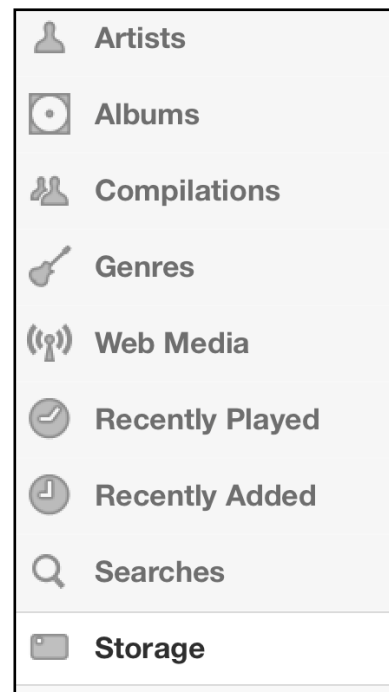 Artists
Albums
Compilations
Genres
Web Media
Recently Played
Recently Added
Searches
Storage